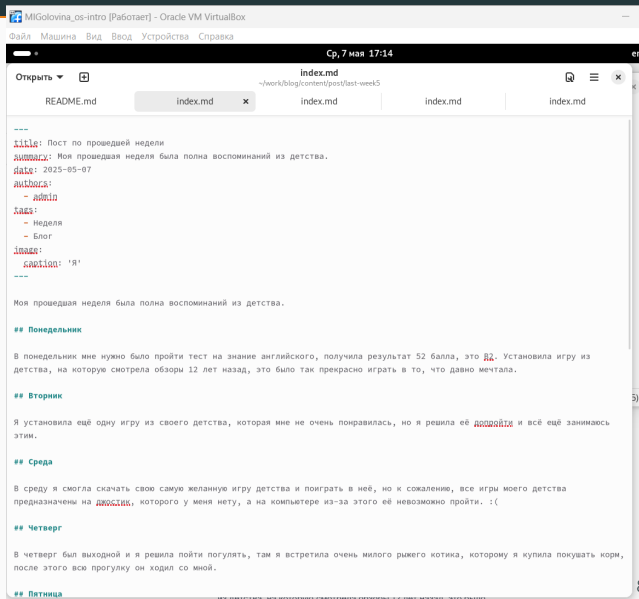 MIGolovina_os-intro [Работает] - Oracle VM VirtualBox
Файл Машина Вид Ввод Устройства Справка
Ср, 7 мая 17:14
en
Открыть
index.md
~/work/blog/content/post/last-week5
README.md
index.md
index.md
index.md
index.md
---
title: Пост по прошедшей недели
summary: Моя прошедшая неделя была полна воспоминаний из детства.
date: 2025-05-07
authors:
- admin
tags:
- Неделя
- Блог
image:
caption: 'Я'
---
Моя прошедшая неделя была полна воспоминаний из детства.
## Понедельник
В понедельник мне нужно было пройти тест на знание английского, получила результат 52 балла, это B2. Установила игру из
детства, на которую смотрела обзоры 12 лет назад, это было так прекрасно играть в то, что давно мечтала.
## Вторник
Я установила ещё одну игру из своего детства, которая мне не очень понравилась, но я решила её допройти и всё ещё занимаюсь
этим.
## Среда
В среду я смогла скачать свою самую желанную игру детства и поиграть в неё, но к сожалению, все игры моего детства
предназначены на джостик, которого у меня нету, а на компьютере из-за этого её невозможно пройти. :(
## Четверг
В четверг был выходной и я решила пойти погулять, там я встретила очень милого рыжего котика, которому я купила покушать корм,
после этого всю прогулку он ходил со мной.
## Пятница